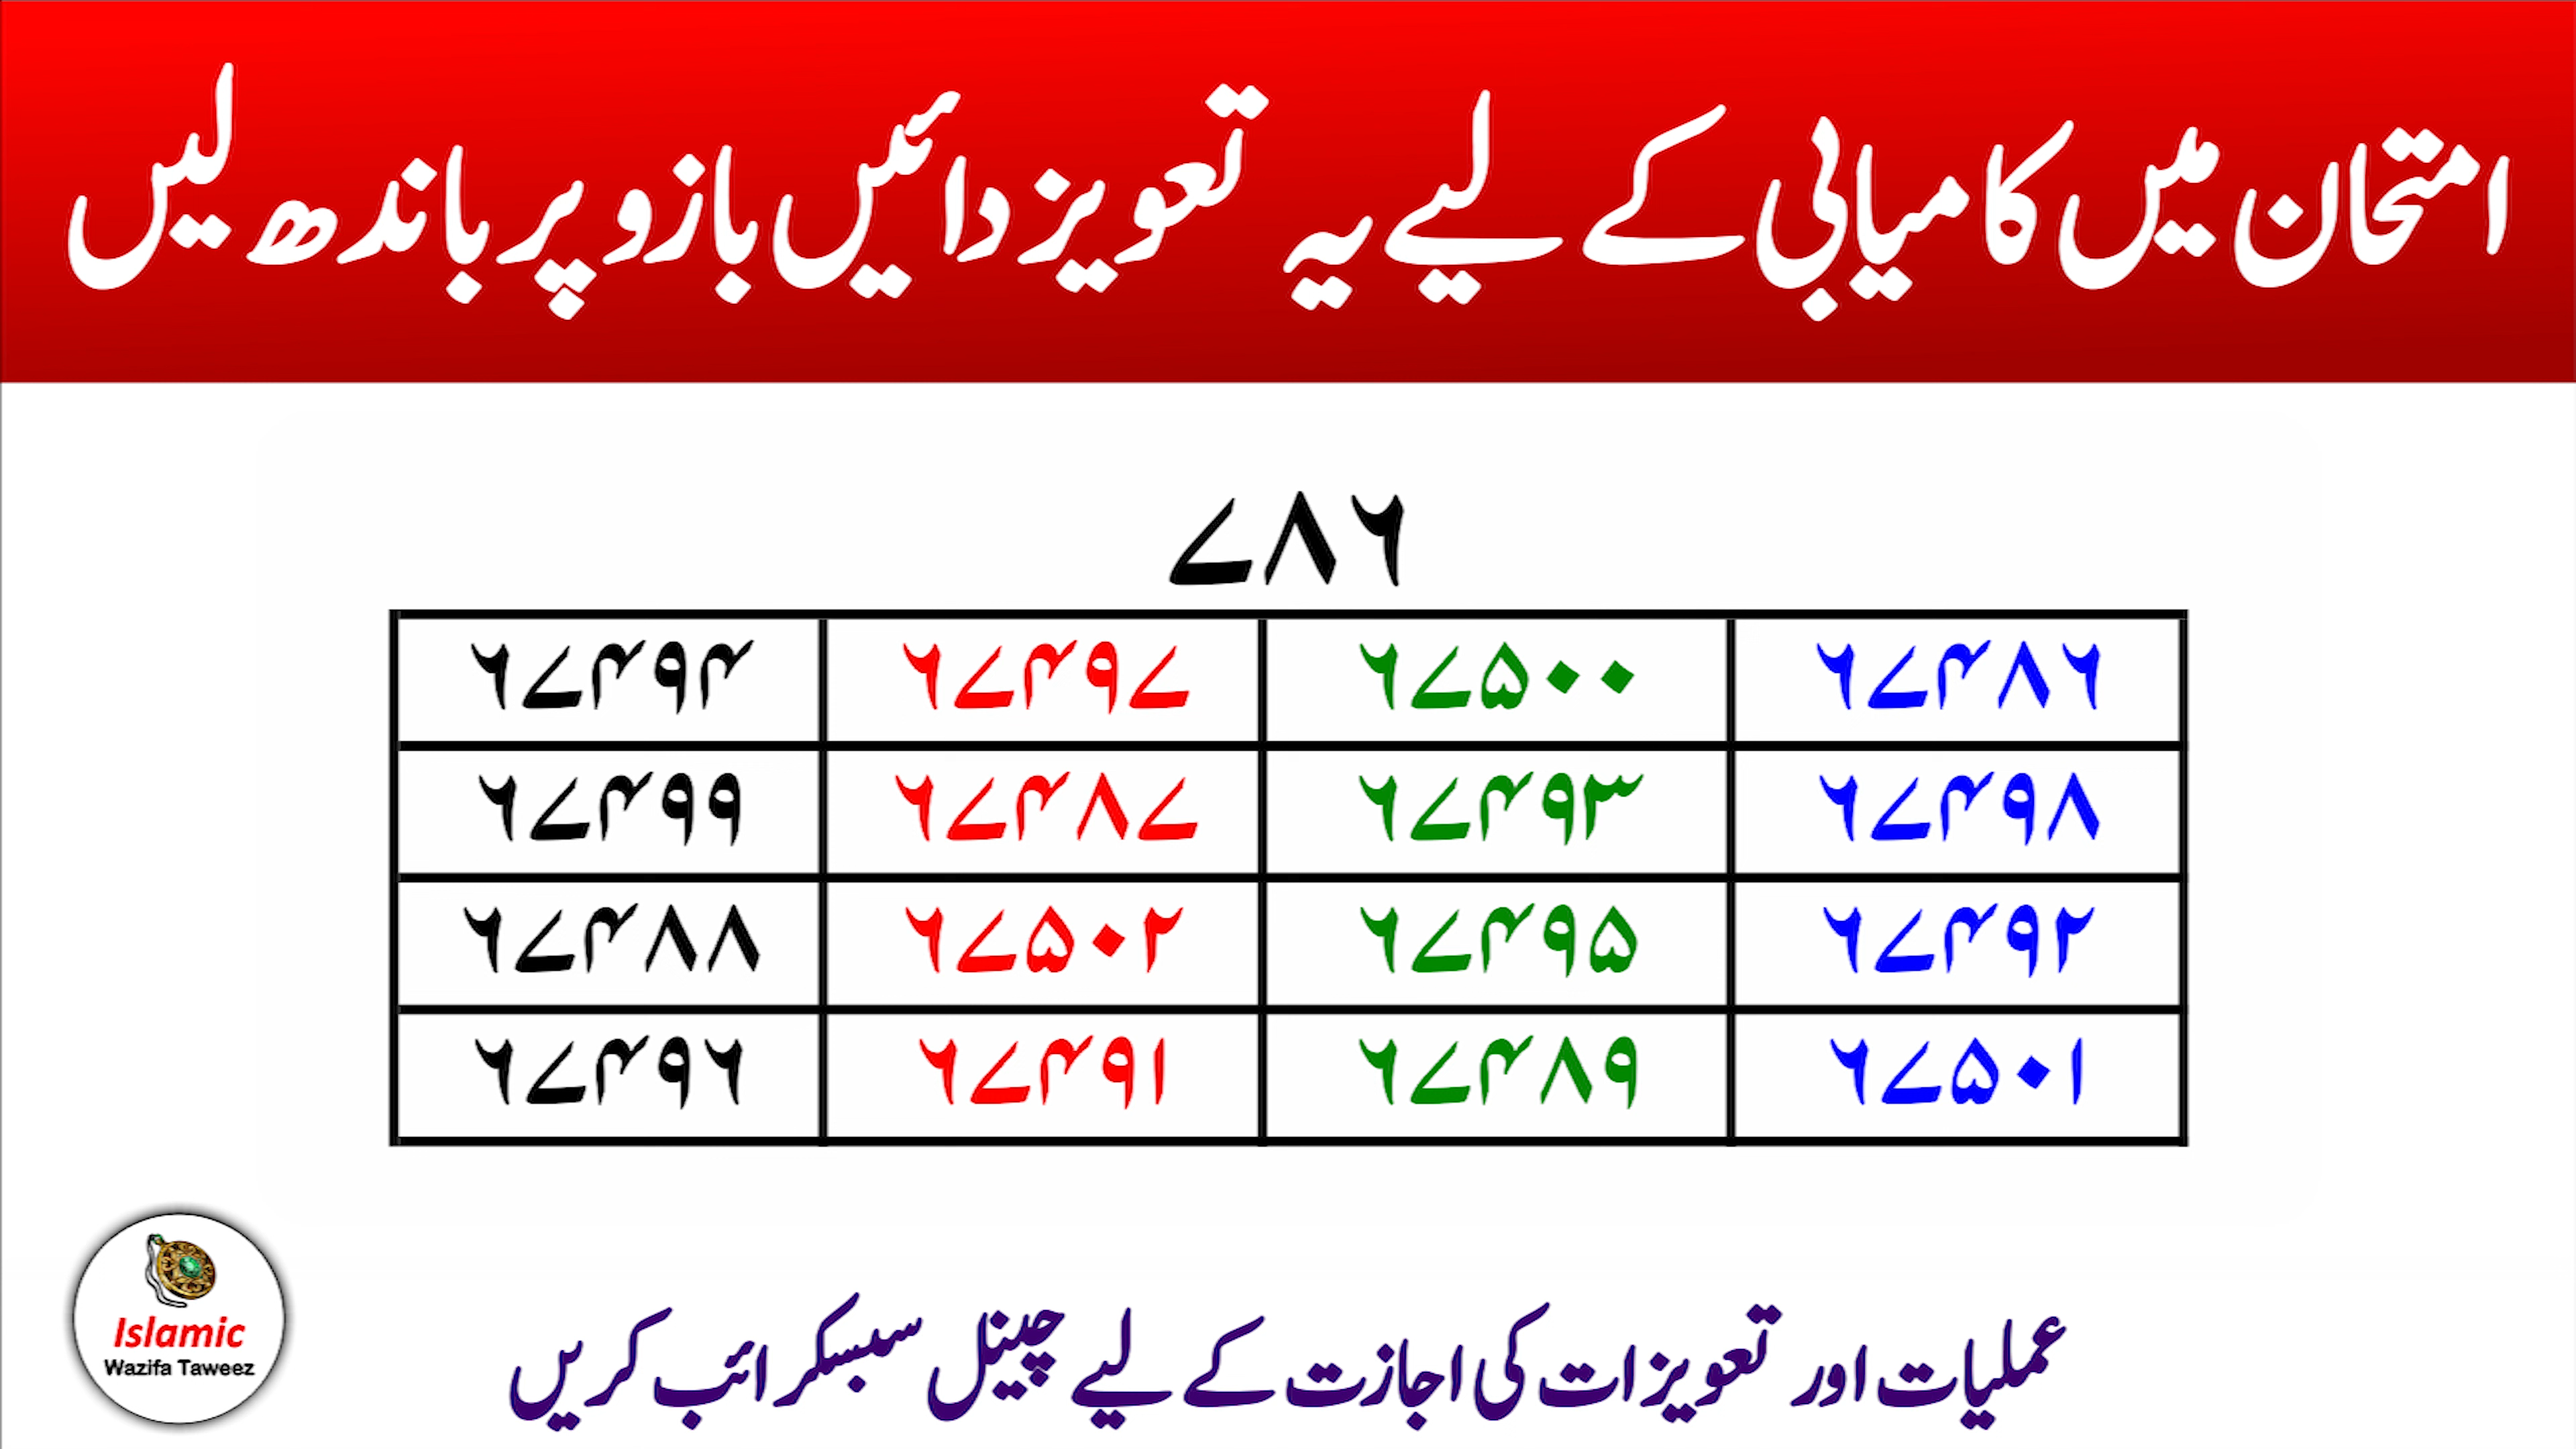 امتحان میں کامیابی کے لیے یہ تعویز دائیں بازو پر باندھ لیں
۷۸۶
۶۷۴۹۴ ۶۷۴۹۷ ۶۷۵۰۰ ۶۷۴۸۶
۶۷۴۹۹ ۶۷۴۸۷ ۶۷۴۹۳ ۶۷۴۹۸
۶۷۴۸۸ ۶۷۵۰۲ ۶۷۴۹۵ ۶۷۴۹۲
۶۷۴۹۶ ۶۷۴۹۱ ۶۷۴۸۹ ۶۷۵۰۱
Islamic
Wazifa Taweez
عملیات اور تعویزات کی اجازت کے لیے چینل سبسکرائب کریں